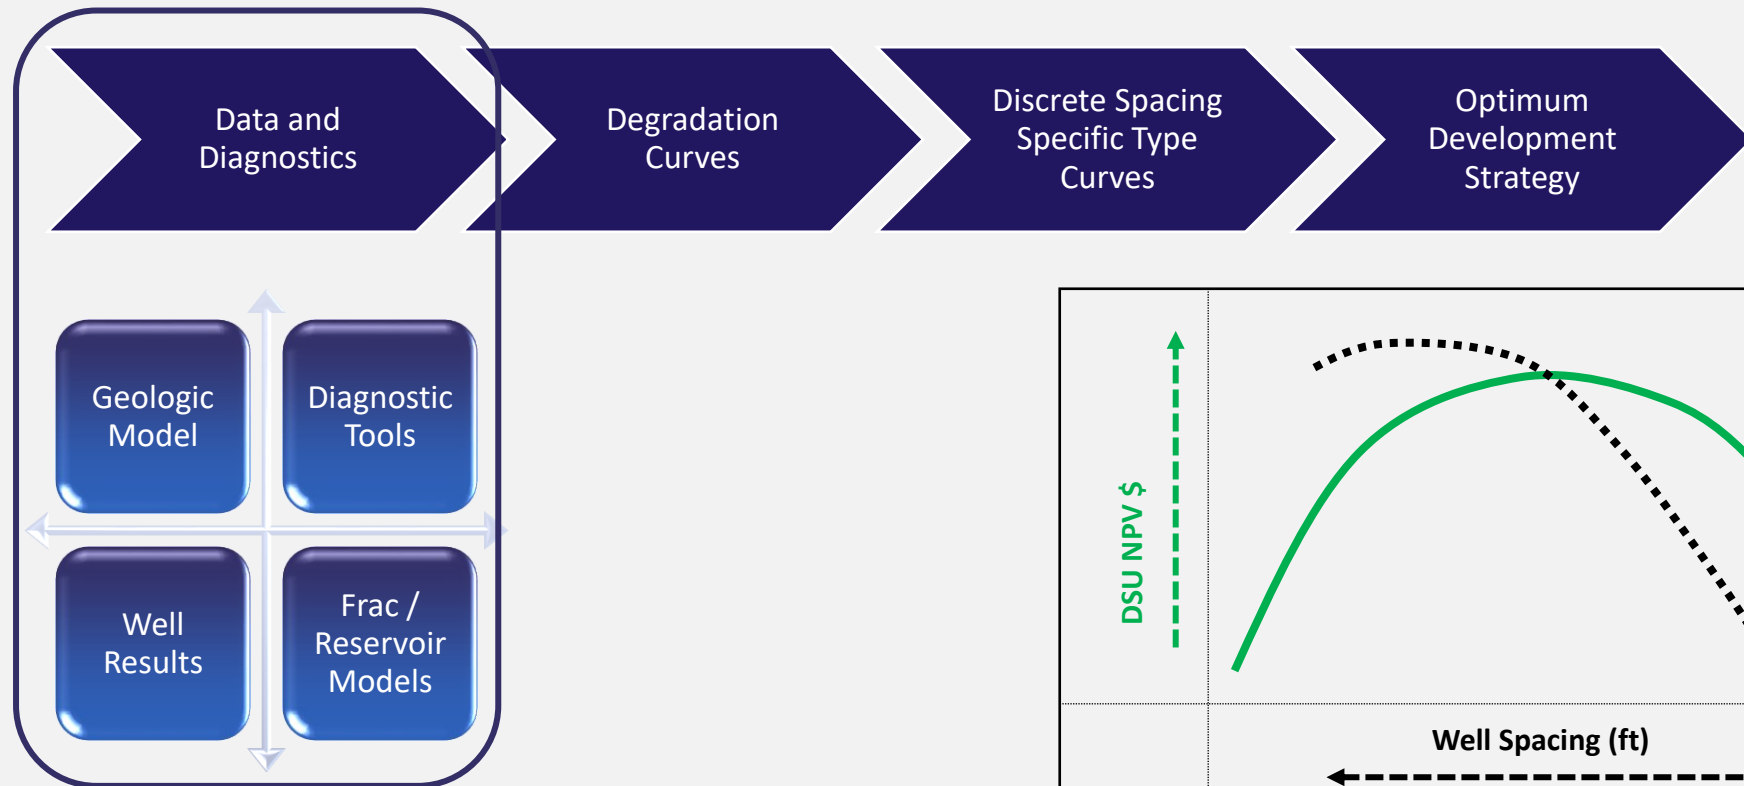 Data and
Diagnostics
Degradation
Curves
Discrete Spacing
Specific Type
Curves
Optimum
Development
Strategy
Geologic
Model
Diagnostic
Tools
Well
Results
Frac /
Reservoir
Models
DSU NPV $
Well Spacing (ft)